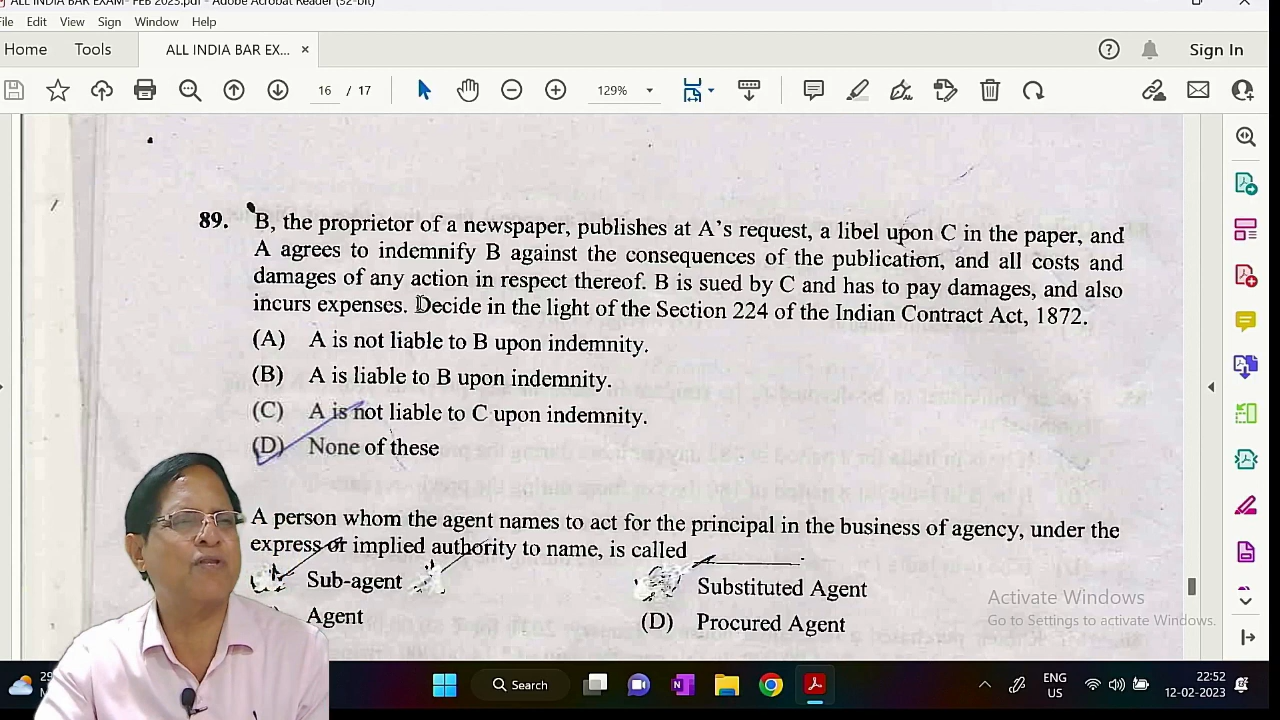 ALL INDIA BAR EXAM- FEB 2023.pdf - Adobe Acrobat Reader (32-bit)
File Edit View Sign Window Help
Home Tools ALL INDIA BAR EX... × Sign In
16 / 17 129%
89. B, the proprietor of a newspaper, publishes at A's request, a libel upon C in the paper, and
A agrees to indemnify B against the consequences of the publication, and all costs and
damages of any action in respect thereof. B is sued by C and has to pay damages, and also
incurs expenses. Decide in the light of the Section 224 of the Indian Contract Act, 1872.
(A) A is not liable to B upon indemnity.
(B) A is liable to B upon indemnity.
(C) A is not liable to C upon indemnity.
(D) None of these
A person whom the agent names to act for the principal in the business of agency, under the
express or implied authority to name, is called
Sub-agent Substituted Agent
Agent (D) Procured Agent
Activate Windows
Go to Settings to activate Windows.
Search
ENG
US
22:52
12-02-2023